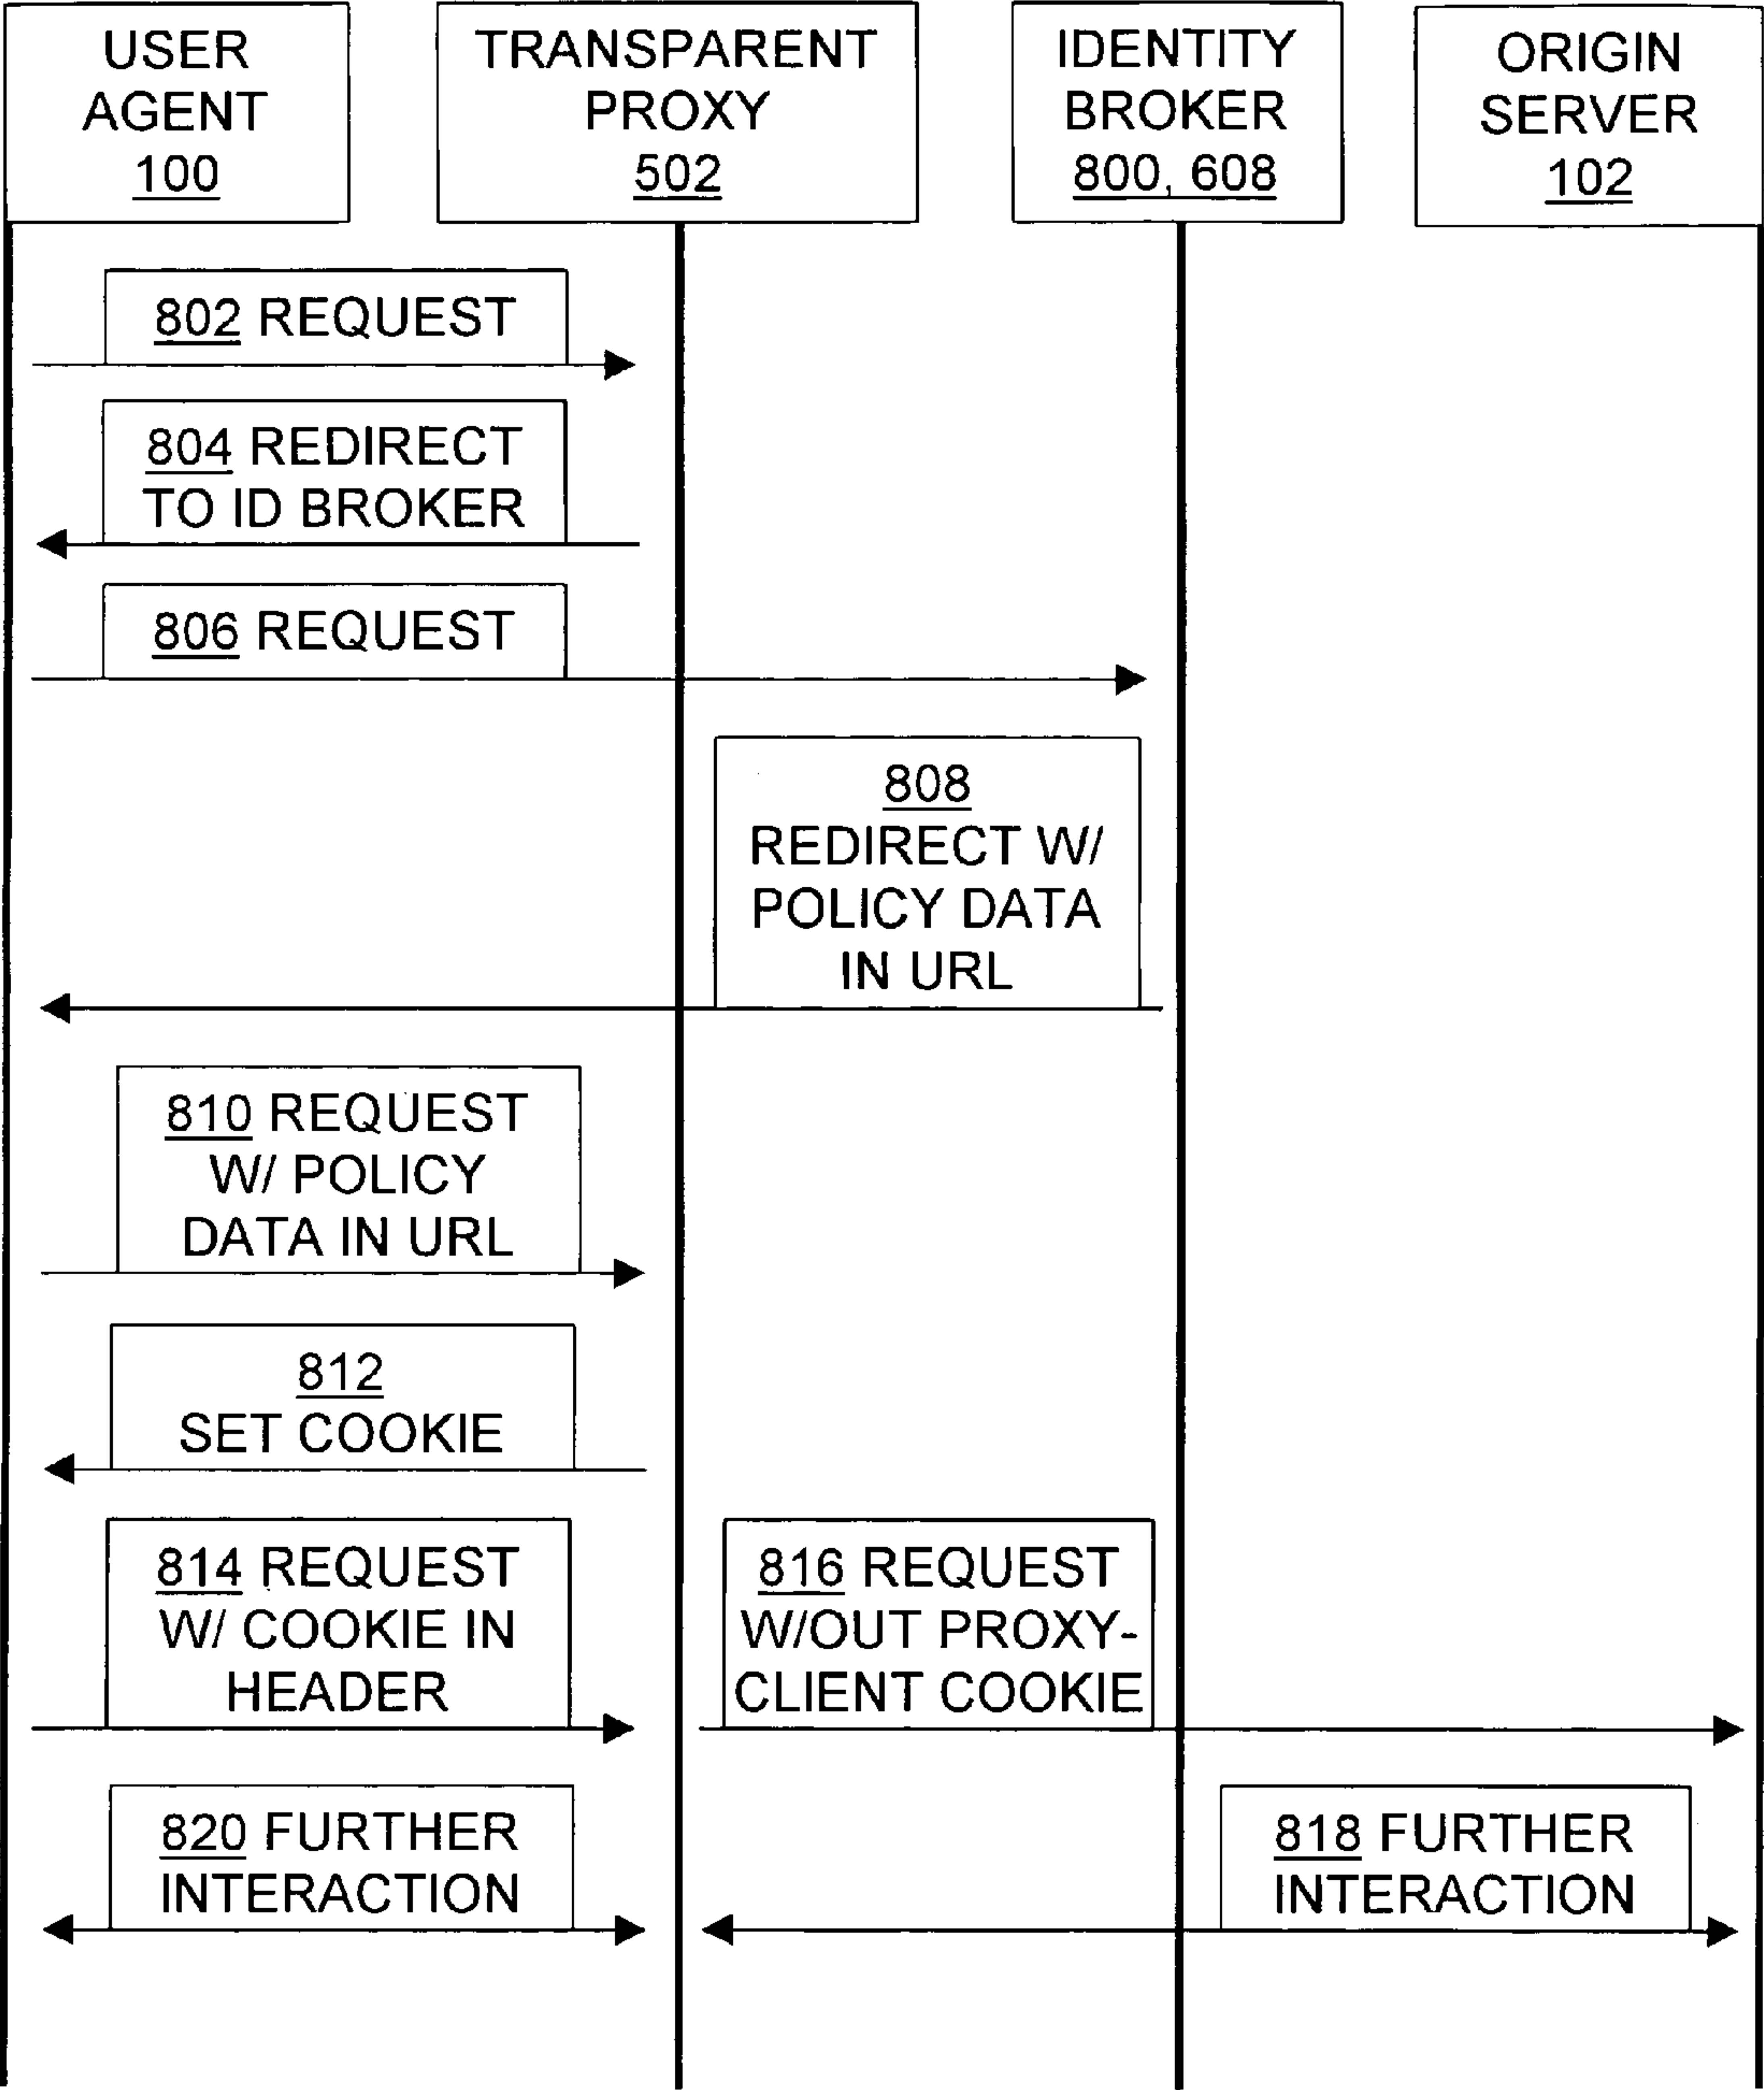 USER
AGENT
100
TRANSPARENT
PROXY
502
IDENTITY
BROKER
800, 608
ORIGIN
SERVER
102
802 REQUEST
804 REDIRECT
TO ID BROKER
806 REQUEST
808
REDIRECT W/
POLICY DATA
IN URL
810 REQUEST
W/ POLICY
DATA IN URL
812
SET COOKIE
814 REQUEST
W/ COOKIE IN
HEADER
816 REQUEST
W/OUT PROXY-
CLIENT COOKIE
820 FURTHER
INTERACTION
818 FURTHER
INTERACTION